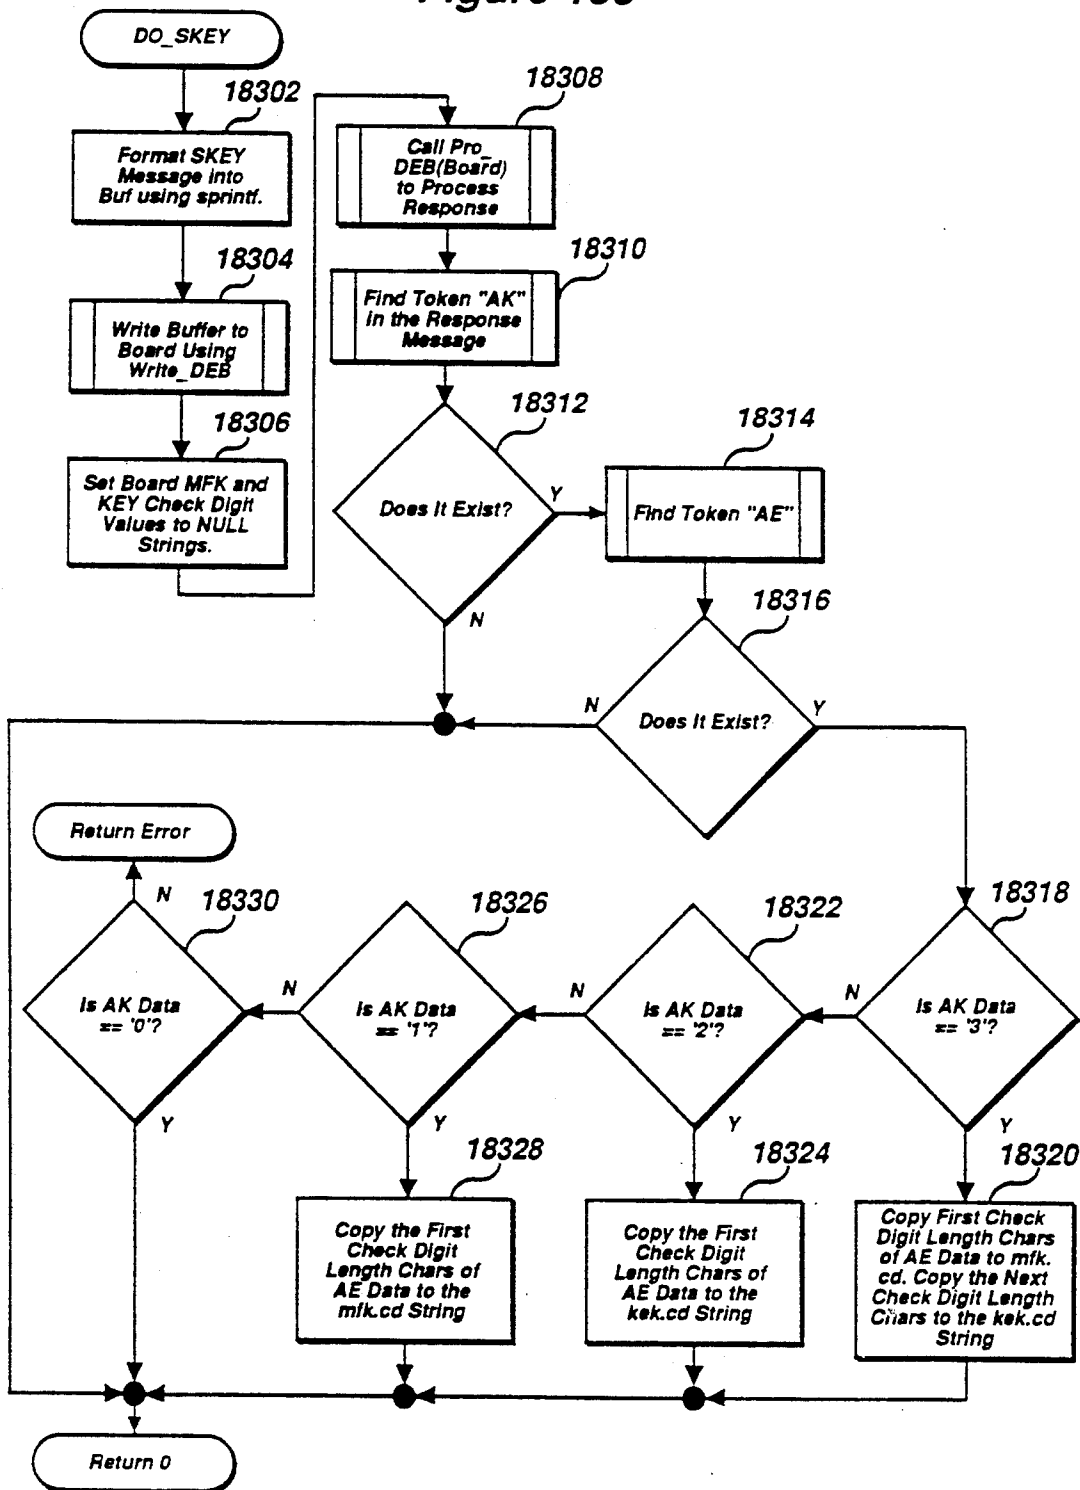 DO_SKEY
18302
Format SKEY
Message into
Buf using sprintf.
18304
Write Buffer to
Board Using
Write_DEB
18306
Set Board MFK and
KEY Check Digit
Values to NULL
Strings.
18308
Call Pro_
DEB(Board)
to Process
Response
18310
Find Token "AK"
in the Response
Message
18312
Does It Exist?
Y
N
18314
Find Token "AE"
18316
Does It Exist?
N
Y
Return Error
N
18330
Is AK Data
== '0'?
Y
18326
N
Is AK Data
== '1'?
Y
18322
N
Is AK Data
== '2'?
Y
18318
N
Is AK Data
== '3'?
Y
18328
Copy the First
Check Digit
Length Chars of
AE Data to the
mfk.cd String
18324
Copy the First
Check Digit
Length Chars of
AE Data to the
kek.cd String
18320
Copy First Check
Digit Length Chars
of AE Data to mfk.
cd. Copy the Next
Check Digit Length
Chars to the kek.cd
String
Return 0